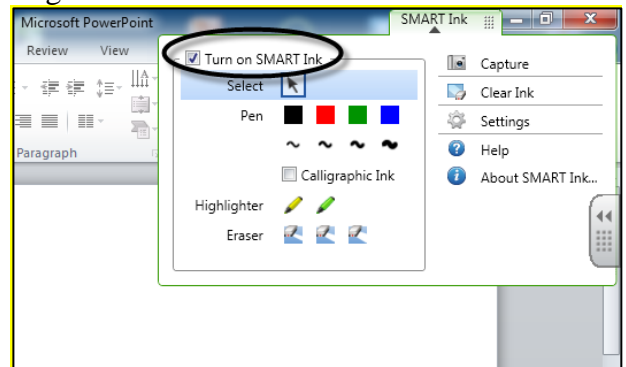 Microsoft PowerPoint
SMART Ink
Review View
Turn on SMART Ink
Select
Pen
Calligraphic Ink
Highlighter
Eraser
Capture
Clear Ink
Settings
Help
About SMART Ink...
Paragraph